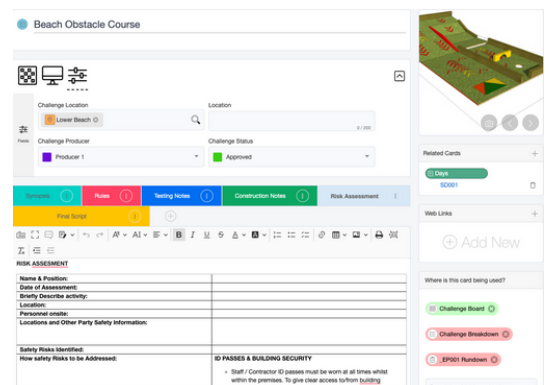 Beach Obstacle Course
Challenge Location
Location
Lower Beach
0 / 200
Fields
Challenge Producer
Challenge Status
Producer 1
Approved
Synopsis
Rules
Testing Notes
Construction Notes
Risk Assessment
Final Script
RISK ASSESMENT
Name & Position:
Date of Assessment:
Briefly Describe activity:
Location:
Personnel onsite:
Locations and Other Party Safety Information:
Safety Risks Identified:
How safety Risks to be Addressed:
ID PASSES & BUILDING SECURITY
• Staff / Contractor ID passes must be worn at all times whilst
within the premises. To give clear access to/from building
Related Cards
Days
SD001
Web Links
Add New
Where is this card being used?
Challenge Board
Challenge Breakdown
_EP001 Rundown